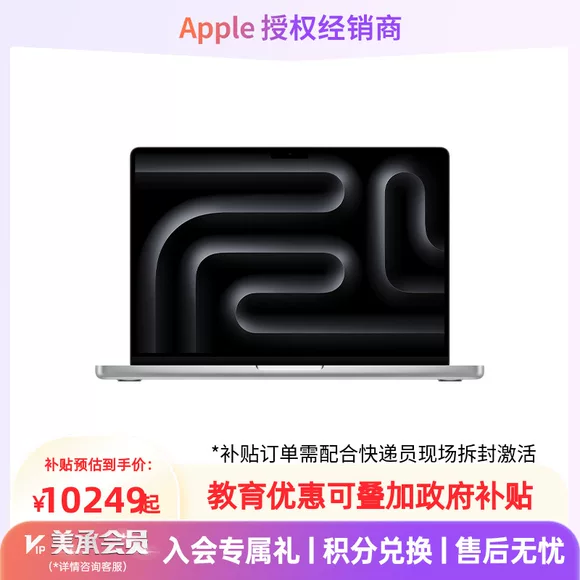 Apple 授权经销商
*补贴订单需配合快递员现场拆封激活
补贴预估到手价：
¥10249起
教育优惠可叠加政府补贴
VIP 美承会员
(*详情咨询客服)
入会专属礼 | 积分兑换 | 售后无忧